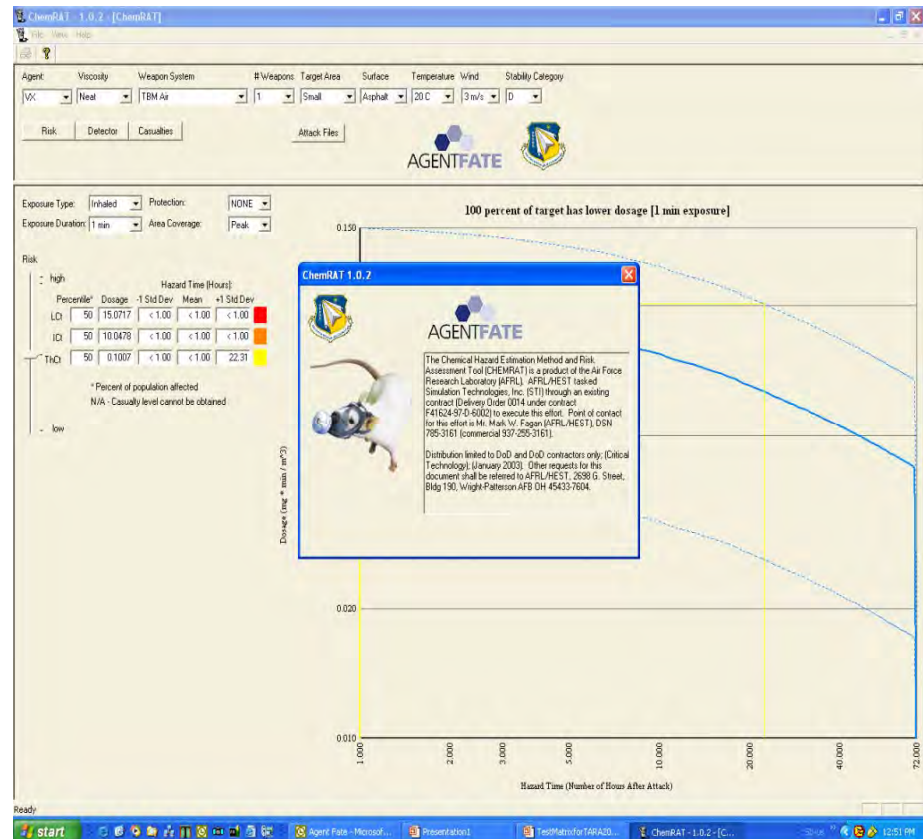 ChemRAT - 1.0.2 - [ChemRAT]
File View Help
Agent: Viscosity Weapon System # Weapons Target Area Surface Temperature Wind Stability Category
VX Neat TBM Air 1 Small Asphalt 20 C 3 m/s D
Risk Detector Casualties Attack Files
AGENTFATE
Exposure Type: Inhaled Protection: NONE
Exposure Duration: 1 min Area Coverage: Peak
Risk
high
Hazard Time (Hours):
Percentile* Dosage -1 Std Dev Mean +1 Std Dev
LCt 50 15.0717 < 1.00 < 1.00 < 1.00
ICt 50 10.0478 < 1.00 < 1.00 < 1.00
ThCt 50 0.1007 < 1.00 < 1.00 22.31
* Percent of population affected
N/A - Casualty level cannot be obtained
low
100 percent of target has lower dosage [1 min exposure]
0.150
0.020
0.010
Dosage (mg * min / m^3)
1.000 2.000 3.000 5.000 10.000 20.000 40.000 72.000
Hazard Time (Number of Hours After Attack)
ChemRAT 1.0.2
AGENTFATE
The Chemical Hazard Estimation Method and Risk
Assessment Tool (CHEMRAT) is a product of the Air Force
Research Laboratory (AFRL). AFRL/HEST tasked
Simulation Technologies, Inc. (STI) through an existing
contract (Delivery Order 0014 under contract
F41624-97-D-6002) to execute this effort. Point of contact
for this effort is Mr. Mark W. Fagan (AFRL/HEST), DSN
785-3161 (commercial 937-255-3161).
Distribution limited to DoD and DoD contractors only; (Critical
Technology); (January 2003). Other requests for this
document shall be referred to AFRL/HEST, 2698 G. Street,
Bldg 190, Wright-Patterson AFB OH 45433-7604.
Ready
start Agent Fate - Microsof... Presentation1 TestMatrixforTARA20... ChemRAT - 1.0.2 - [C... 12:51 PM